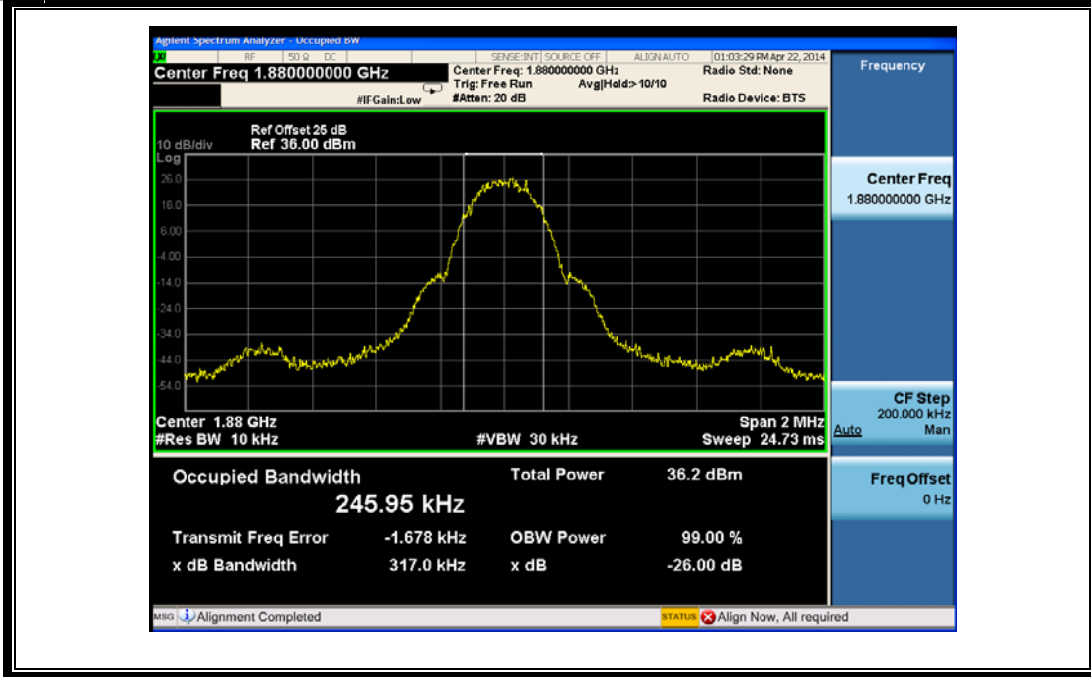 Agilent Spectrum Analyzer - Occupied BW
RF 50 Ω DC SENSE:INT SOURCE OFF ALIGN AUTO 01:03:29 PM Apr 22, 2014
Center Freq 1.880000000 GHz
Center Freq: 1.880000000 GHz
Radio Std: None
Trig: Free Run Avg|Hold:> 10/10
#IFGain:Low #Atten: 20 dB Radio Device: BTS
Frequency
Ref Offset 25 dB
10 dB/div Ref 36.00 dBm
Log
26.0
16.0
6.00
-4.00
-14.0
-24.0
-34.0
-44.0
-54.0
Center 1.88 GHz Span 2 MHz
#Res BW 10 kHz #VBW 30 kHz Sweep 24.73 ms
Center Freq
1.880000000 GHz
CF Step
200.000 kHz
Auto Man
Freq Offset
0 Hz
Occupied Bandwidth Total Power 36.2 dBm
245.95 kHz
Transmit Freq Error -1.678 kHz OBW Power 99.00 %
x dB Bandwidth 317.0 kHz x dB -26.00 dB
MSG Alignment Completed STATUS Align Now, All required